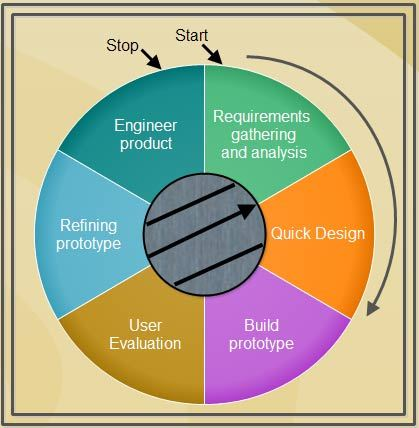 Start
Stop
Requirements
gathering
and analysis
Quick Design
Build
prototype
User
Evaluation
Refining
prototype
Engineer
product